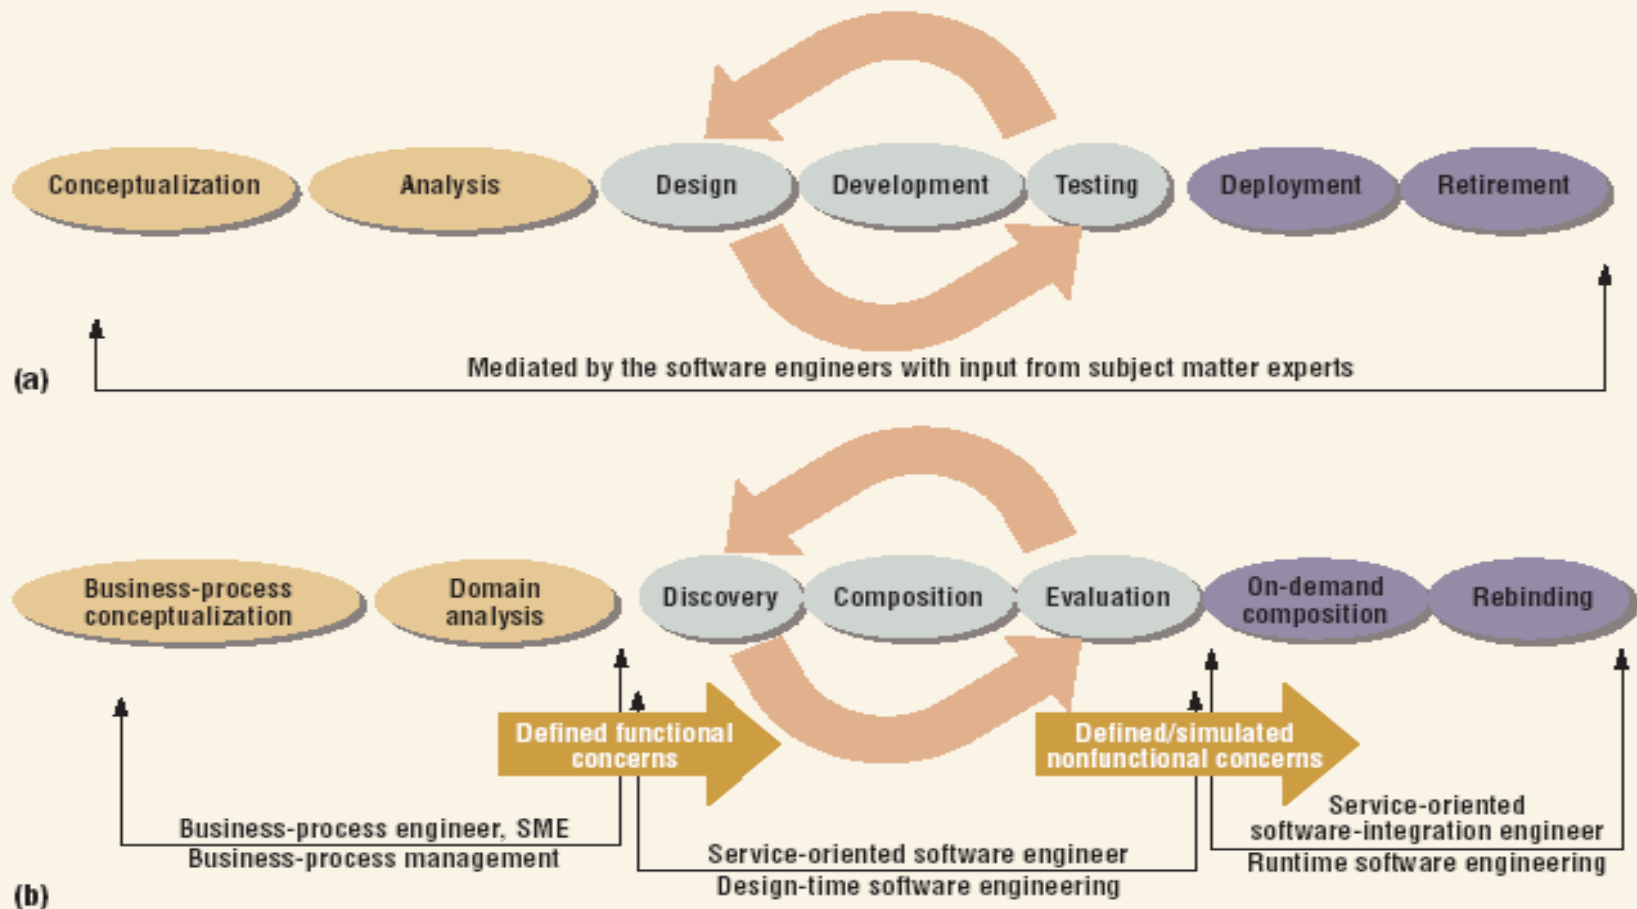 Conceptualization
Analysis
Design
Development
Testing
Deployment
Retirement
Mediated by the software engineers with input from subject matter experts
(a)
Business-process
conceptualization
Domain
analysis
Discovery
Composition
Evaluation
On-demand
composition
Rebinding
Defined functional
concerns
Defined/simulated
nonfunctional concerns
Business-process engineer, SME
Business-process management
Service-oriented software engineer
Design-time software engineering
Service-oriented
software-integration engineer
Runtime software engineering
(b)